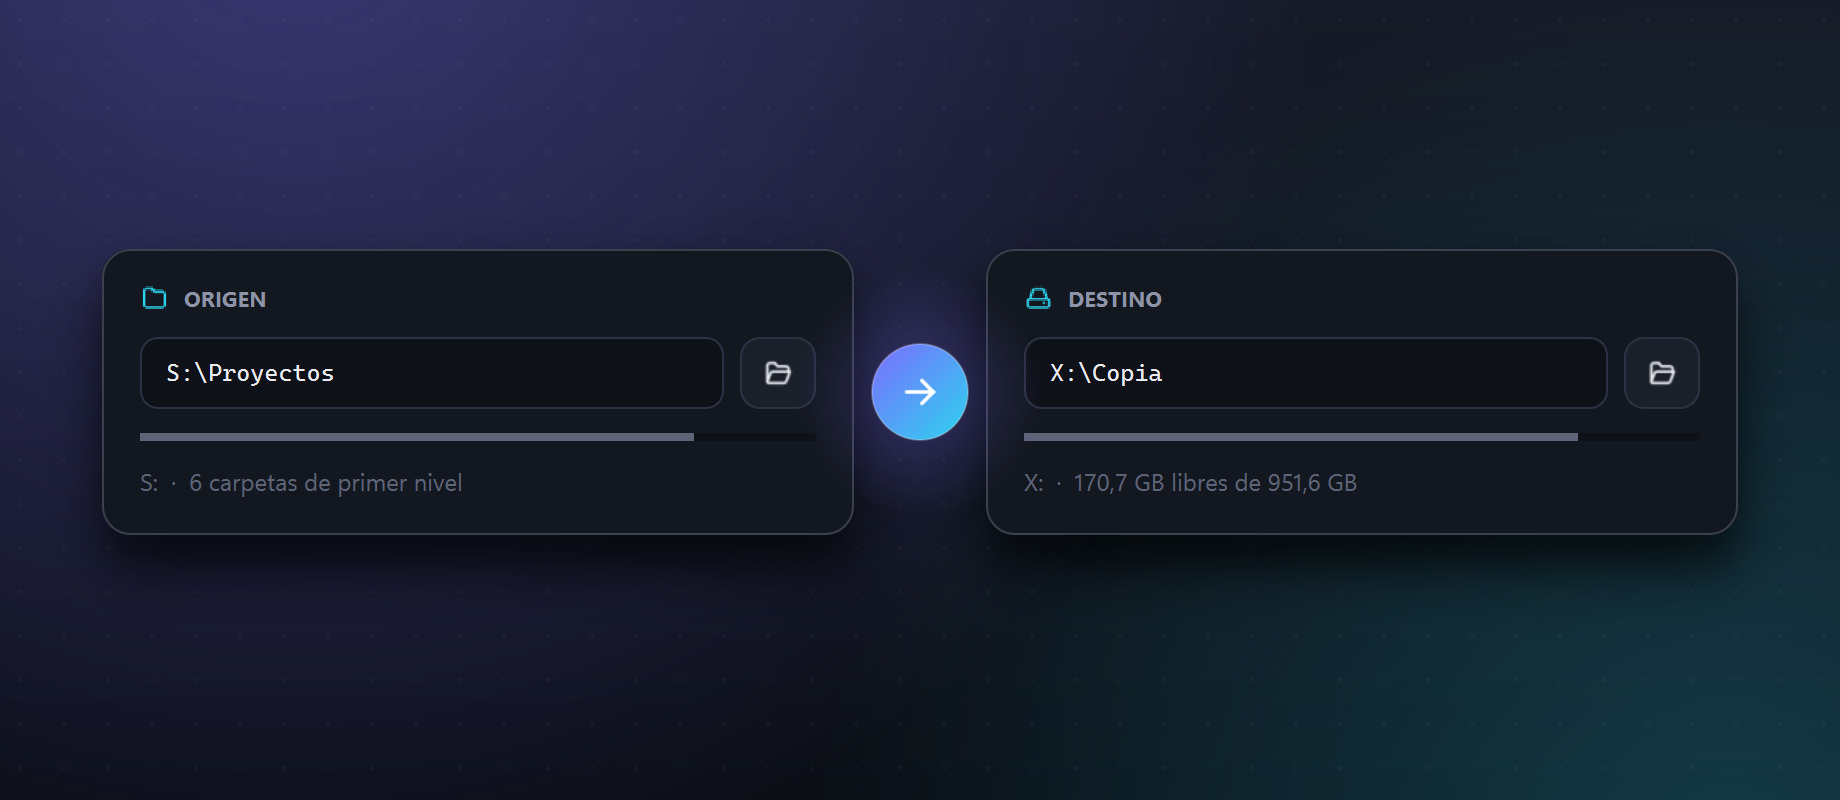 ORIGEN
S:\Proyectos
S: · 6 carpetas de primer nivel
DESTINO
X:\Copia
X: · 170,7 GB libres de 951,6 GB